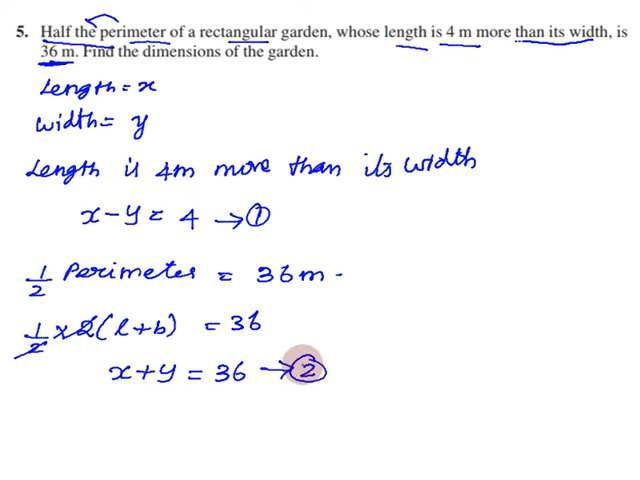 5. Half the perimeter of a rectangular garden, whose length is 4 m more than its width, is
36 m. Find the dimensions of the garden.
Length = x
width = y
Length is 4m more than its width
x - y = 4 → ①
1/2 Perimeter = 36m
1/2 × 2 (l + b) = 36
x + y = 36 → ②